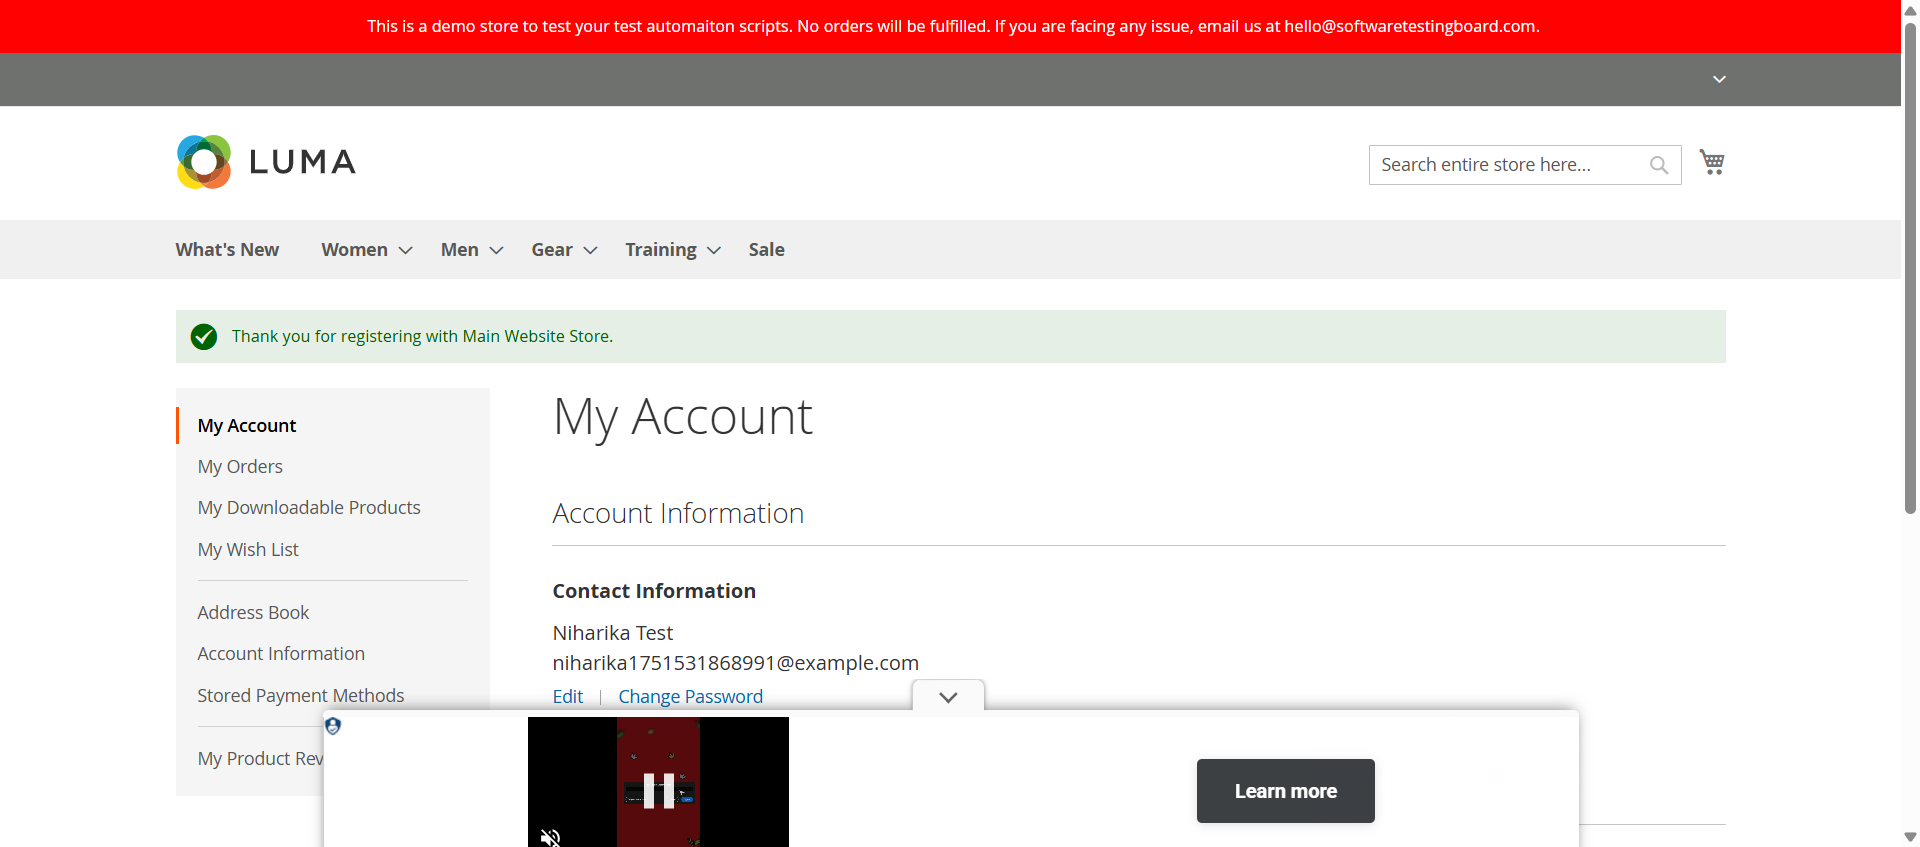 This is a demo store to test your test automaiton scripts. No orders will be fulfilled. If you are facing any issue, email us at hello@softwaretestingboard.com.
LUMA
Search entire store here...
What's New
Women
Men
Gear
Training
Sale
Thank you for registering with Main Website Store.
My Account
My Orders
My Downloadable Products
My Wish List
Address Book
Account Information
Stored Payment Methods
My Product Rev
My Account
Account Information
Contact Information
Niharika Test
niharika1751531868991@example.com
Edit | Change Password
Learn more